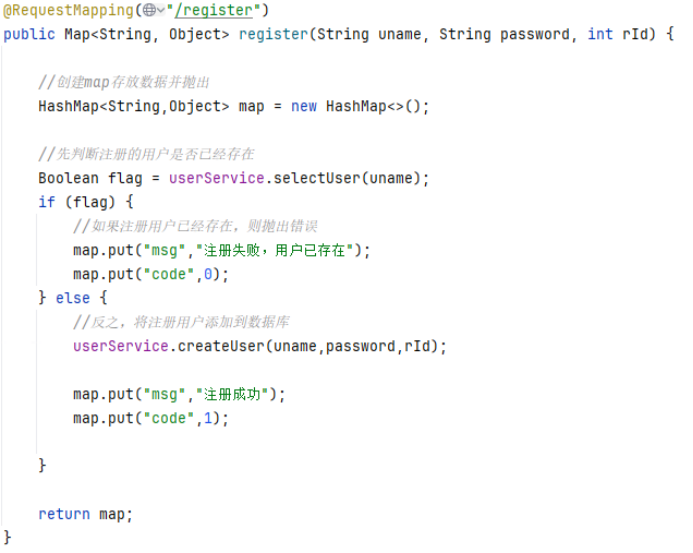 @RequestMapping("/register")
public Map<String, Object> register(String uname, String password, int rId) {
//创建map存放数据并抛出
HashMap<String,Object> map = new HashMap<>();
//先判断注册的用户是否已经存在
Boolean flag = userService.selectUser(uname);
if (flag) {
//如果注册用户已经存在，则抛出错误
map.put("msg","注册失败，用户已存在");
map.put("code",0);
} else {
//反之，将注册用户添加到数据库
userService.createUser(uname,password,rId);
map.put("msg","注册成功");
map.put("code",1);
}
return map;
}